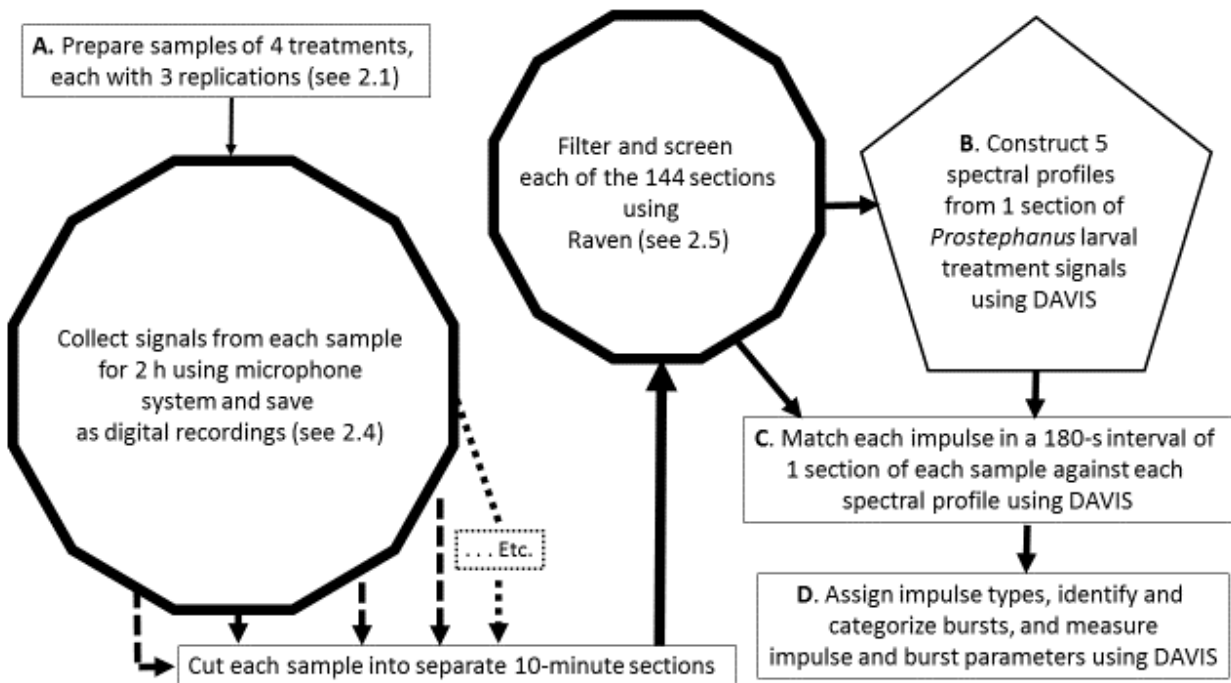 A. Prepare samples of 4 treatments,
each with 3 replications (see 2.1)
Collect signals from each sample
for 2 h using microphone
system and save
as digital recordings (see 2.4)
. . . Etc.
Cut each sample into separate 10-minute sections
Filter and screen
each of the 144 sections
using
Raven (see 2.5)
B. Construct 5
spectral profiles
from 1 section of
Prostephanus larval
treatment signals
using DAVIS
C. Match each impulse in a 180-s interval of
1 section of each sample against each
spectral profile using DAVIS
D. Assign impulse types, identify and
categorize bursts, and measure
impulse and burst parameters using DAVIS